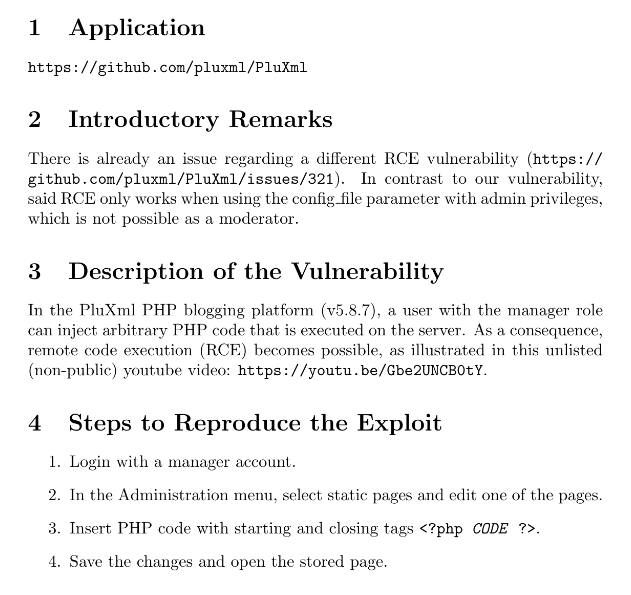 1 Application
https://github.com/pluxml/PluXml
2 Introductory Remarks
There is already an issue regarding a different RCE vulnerability (https://
github.com/pluxml/PluXml/issues/321). In contrast to our vulnerability,
said RCE only works when using the config_file parameter with admin privileges,
which is not possible as a moderator.
3 Description of the Vulnerability
In the PluXml PHP blogging platform (v5.8.7), a user with the manager role
can inject arbitrary PHP code that is executed on the server. As a consequence,
remote code execution (RCE) becomes possible, as illustrated in this unlisted
(non-public) youtube video: https://youtu.be/Gbe2UNCB0tY.
4 Steps to Reproduce the Exploit
1. Login with a manager account.
2. In the Administration menu, select static pages and edit one of the pages.
3. Insert PHP code with starting and closing tags <?php CODE ?>.
4. Save the changes and open the stored page.